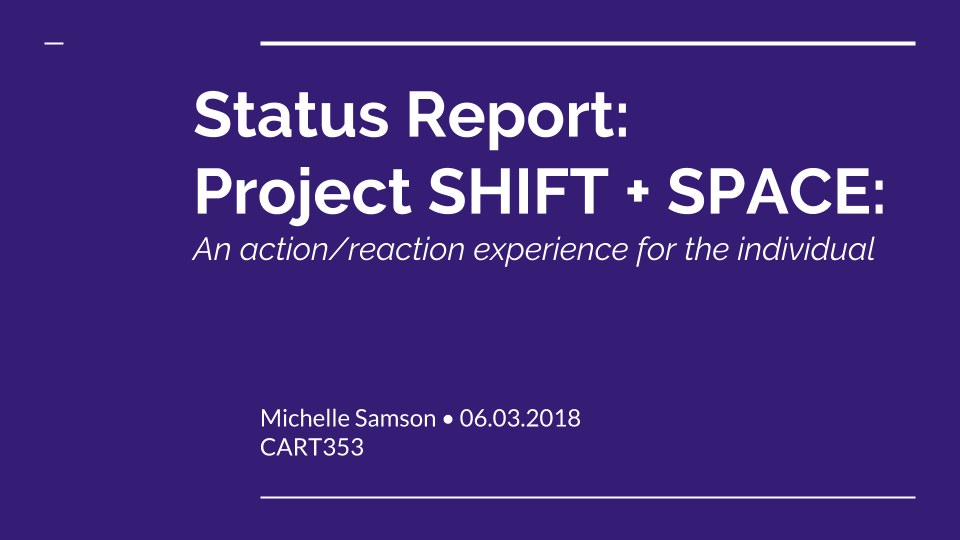 Status Report:
Project SHIFT + SPACE:
An action/reaction experience for the individual
Michelle Samson • 06.03.2018
CART353